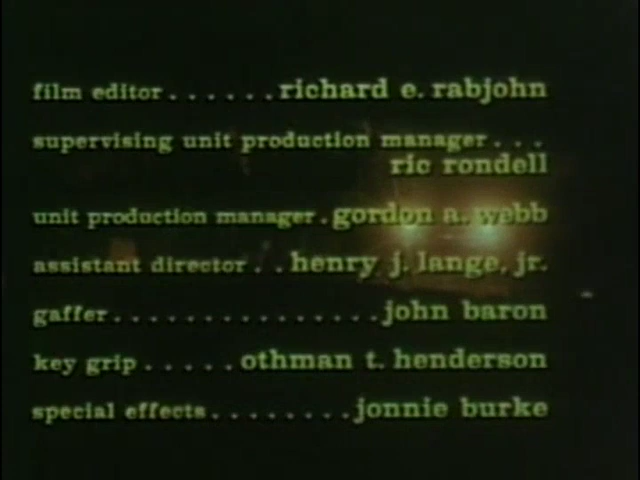 film editor......richard e. rabjohn
supervising unit production manager...
ric rondell
unit production manager.gordon a. webb
assistant director..henry j. lange, jr.
gaffer...............john baron
key grip.....othman t. henderson
special effects........jonnie burke